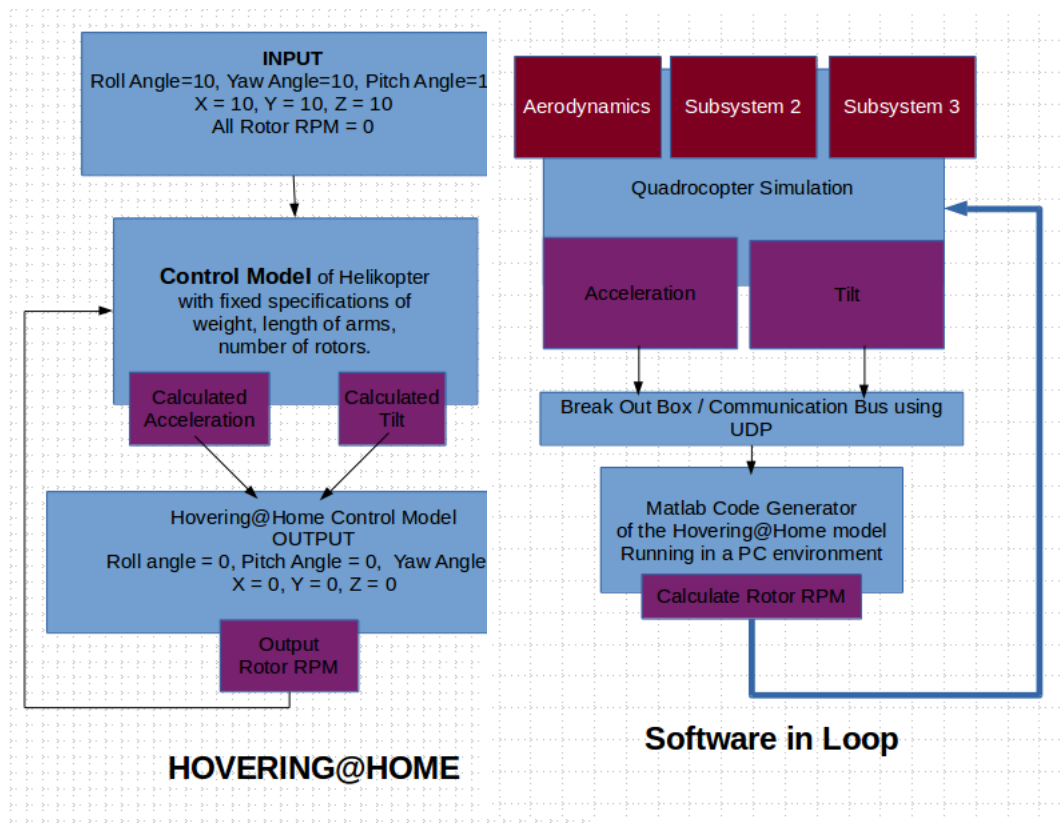 INPUT
Roll Angle=10, Yaw Angle=10, Pitch Angle=1
X = 10, Y = 10, Z = 10
All Rotor RPM = 0
Control Model of Helikopter
with fixed specifications of
weight, length of arms,
number of rotors.
Calculated
Acceleration
Calculated
Tilt
Hovering@Home Control Model
OUTPUT
Roll angle = 0, Pitch Angle = 0, Yaw Angle
X = 0, Y = 0, Z = 0
Output
Rotor RPM
HOVERING@HOME
Aerodynamics
Subsystem 2
Subsystem 3
Quadrocopter Simulation
Acceleration
Tilt
Break Out Box / Communication Bus using
UDP
Matlab Code Generator
of the Hovering@Home model
Running in a PC environment
Calculate Rotor RPM
Software in Loop